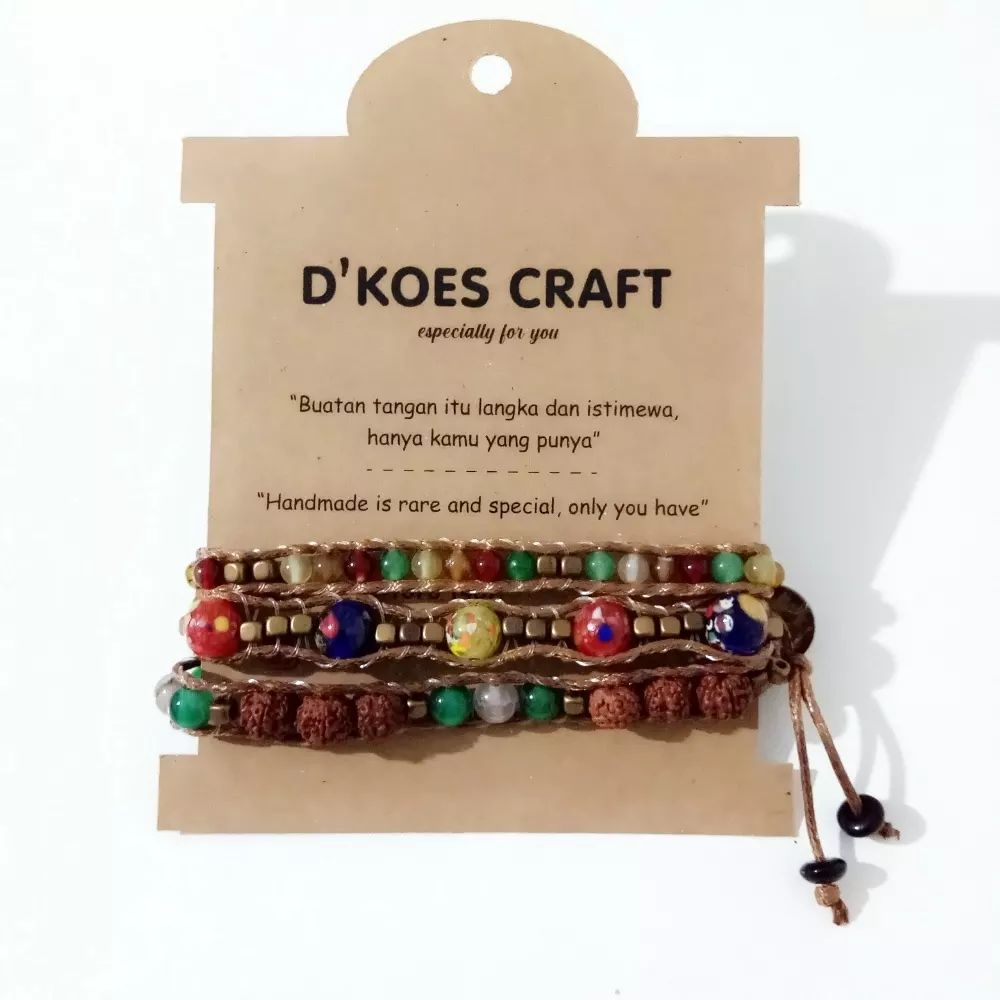 D'KOES CRAFT
especially for you
“Buatan tangan itu langka dan istimewa,
hanya kamu yang punya”
“Handmade is rare and special, only you have”